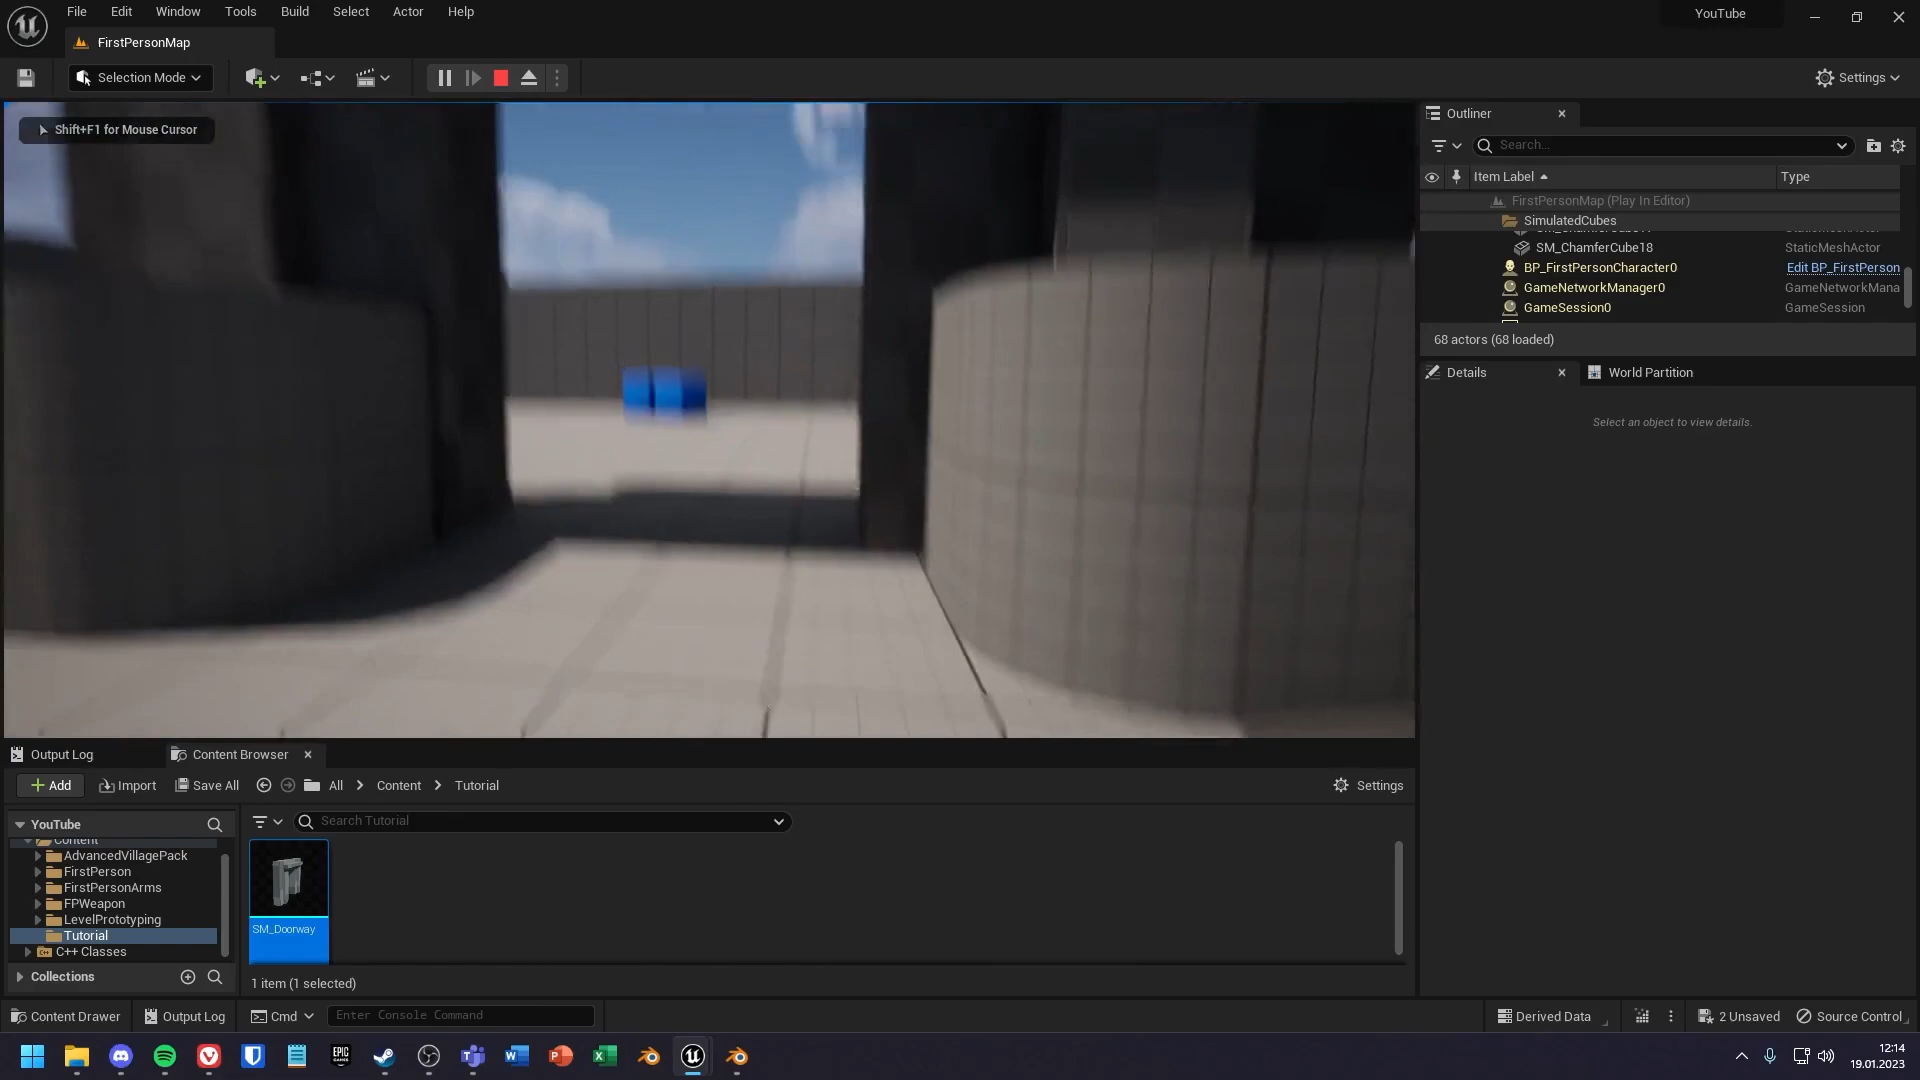 File Edit Window Tools Build Select Actor Help
YouTube
FirstPersonMap
Selection Mode
Settings
Shift+F1 for Mouse Cursor
Outliner
Search...
Item Label Type
FirstPersonMap (Play In Editor)
SimulatedCubes
SM_ChamferCube18 StaticMeshActor
BP_FirstPersonCharacter0 Edit BP_FirstPerson
GameNetworkManager0 GameNetworkMana
GameSession0 GameSession
68 actors (68 loaded)
Details World Partition
Select an object to view details.
Output Log Content Browser
Add Import Save All All Content Tutorial Settings
YouTube
Search Tutorial
Content
AdvancedVillagePack
FirstPerson
FirstPersonArms
FPWeapon
LevelPrototyping
Tutorial
C++ Classes
Collections
SM_Doorway
1 item (1 selected)
Content Drawer Output Log Cmd Enter Console Command Derived Data 2 Unsaved Source Control
EPIC GAMES
12:14
19.01.2023